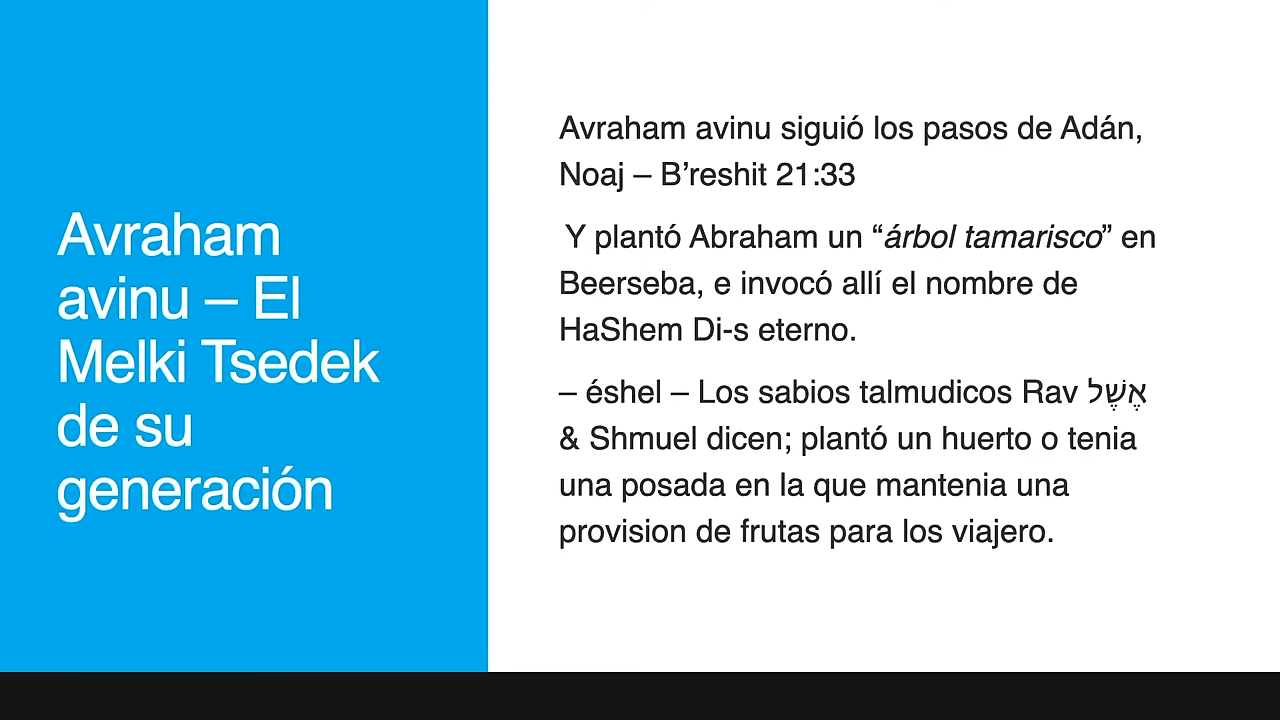 Avraham
avinu – El
Melki Tsedek
de su
generación
Avraham avinu siguió los pasos de Adán,
Noaj – B’reshit 21:33
Y plantó Abraham un “árbol tamarisco” en
Beerseba, e invocó allí el nombre de
HaShem Di-s eterno.
– éshel – Los sabios talmudicos Rav אֶשֶׁל
& Shmuel dicen; plantó un huerto o tenia
una posada en la que mantenia una
provision de frutas para los viajero.